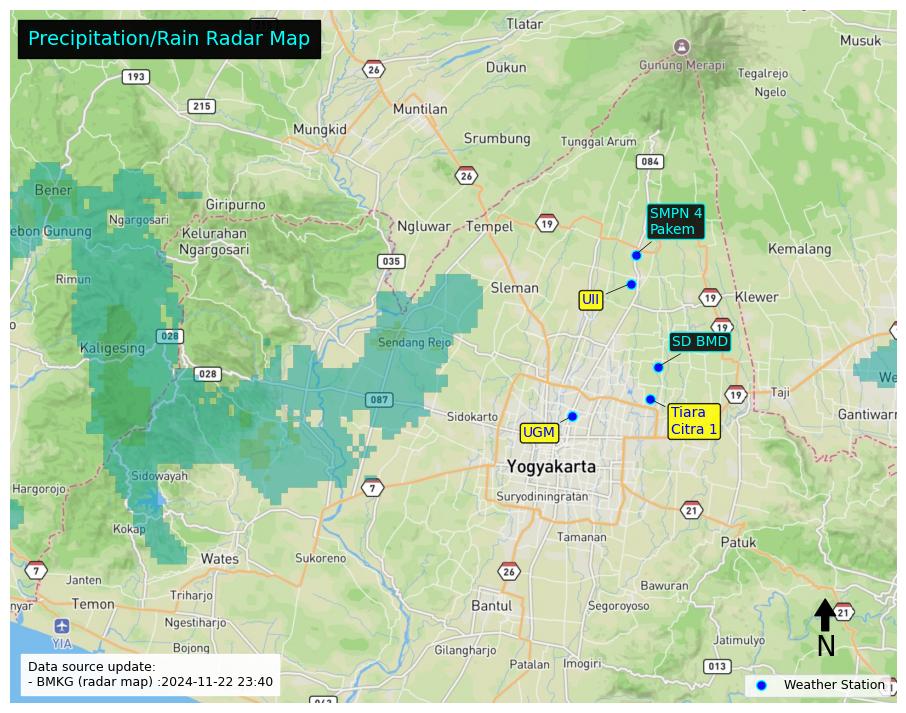 Precipitation/Rain Radar Map
Tlatar
Musuk
26
Dukun
Gunung Merapi
Tegalrejo
193
Ngelo
215
Muntilan
Mungkid
Srumbung
Tunggal Arum
084
26
Bener
Giripurno
SMPN 4
Pakem
Ngargosari
Ngluwar
Tempel
19
ebon Gunung
Kelurahan
Ngargosari
Kemalang
035
Rimun
UII
Sleman
19
Klewer
19
028
Sendang Rejo
SD BMD
Kaligesing
028
We
087
19
Taji
Sidokarto
Tiara
Citra 1
Gantiwarn
UGM
Yogyakarta
Sidowayah
7
Hargorojo
Suryodiningratan
21
Kokap
Tamanan
Patuk
Wates
Sukoreno
7
26
Janten
Bawuran
Triharjo
nyar
Temon
Bantul
Segoroyoso
21
Ngestiharjo
YIA
N
Jatimulyo
Bojong
Gilangharjo
Patalan
Imogiri
013
Data source update:
- BMKG (radar map) :2024-11-22 23:40
Weather Station